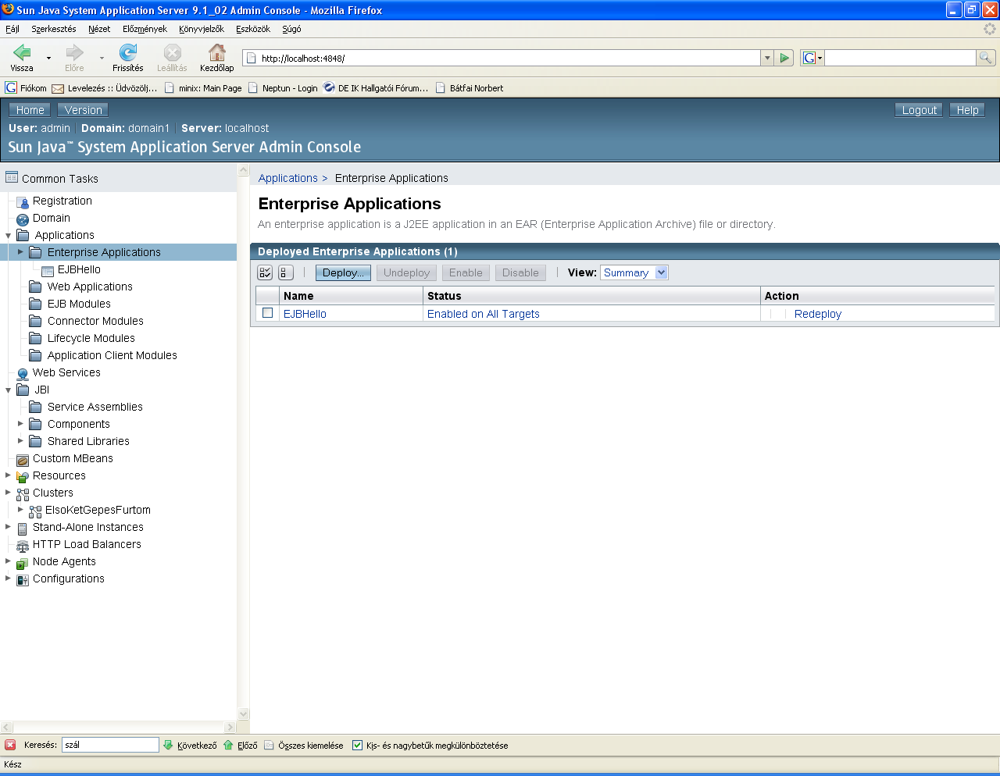 Sun Java System Application Server 9.1_02 Admin Console - Mozilla Firefox
Fájl Szerkesztés Nézet Előzmények Könyvjelzők Eszközök Súgó
Vissza Előre Frissítés Leállítás Kezdőlap http://localhost:4848/ G
G Fiókom Levelezés :: Üdvözölj... minix: Main Page Neptun - Login DE IK Hallgatói Fórum... Bátfai Norbert
Home Version Logout Help
User: admin Domain: domain1 Server: localhost
Sun Java™ System Application Server Admin Console
Common Tasks
Registration
Domain
Applications
Enterprise Applications
EJBHello
Web Applications
EJB Modules
Connector Modules
Lifecycle Modules
Application Client Modules
Web Services
JBI
Service Assemblies
Components
Shared Libraries
Custom MBeans
Resources
Clusters
ElsoKetGepesFurtom
Stand-Alone Instances
HTTP Load Balancers
Node Agents
Configurations
Applications > Enterprise Applications
Enterprise Applications
An enterprise application is a J2EE application in an EAR (Enterprise Application Archive) file or directory.
Deployed Enterprise Applications (1)
Deploy... Undeploy Enable Disable View: Summary
Name Status Action
EJBHello Enabled on All Targets Redeploy
Keresés: szál Következő Előző Összes kiemelése Kis- és nagybetűk megkülönböztetése
Kész